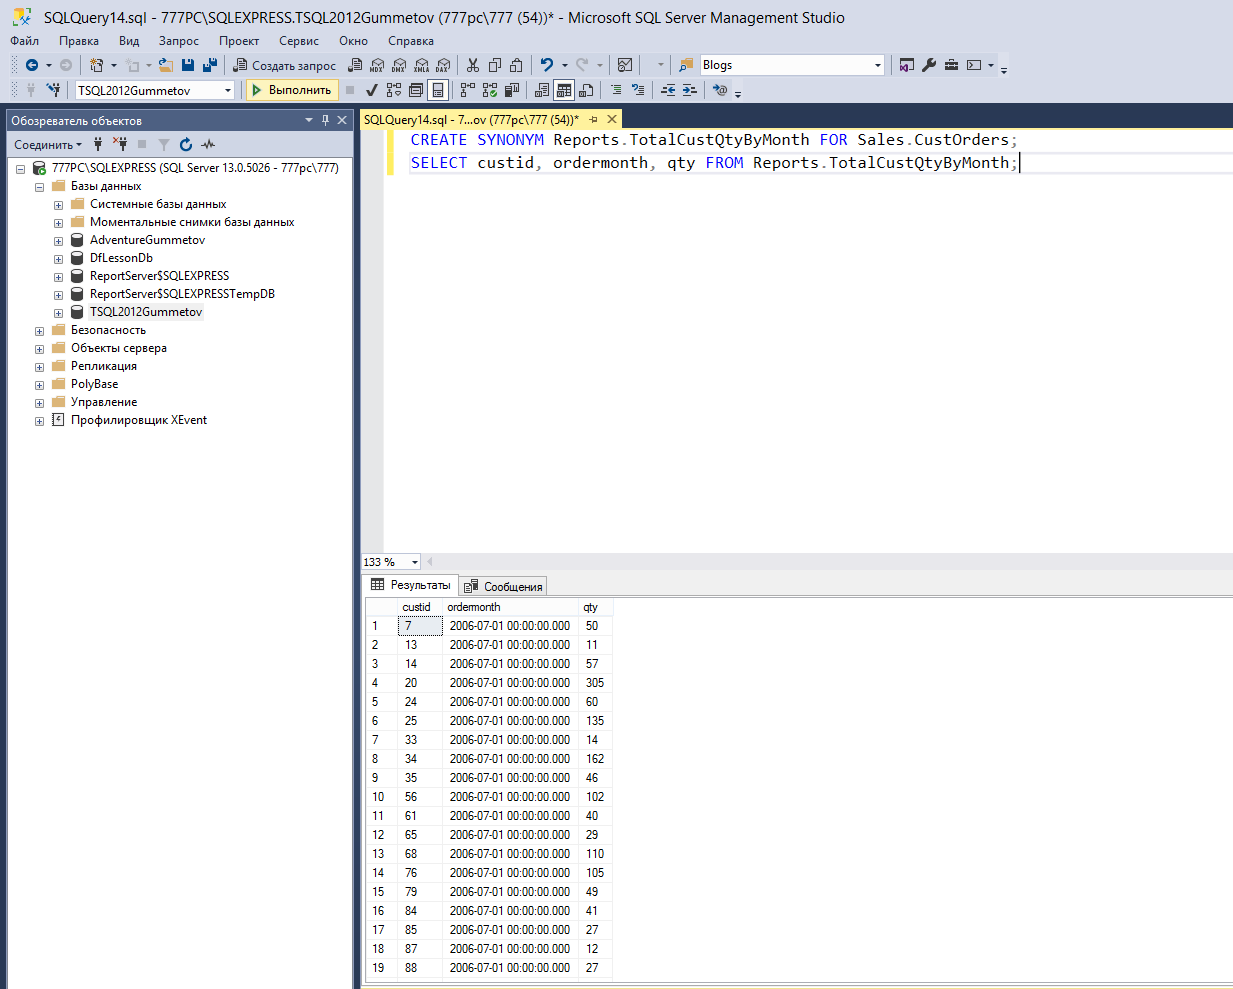 SQLQuery14.sql - 777PC\SQLEXPRESS.TSQL2012Gummetov (777pc\777 (54))* - Microsoft SQL Server Management Studio
Файл Правка Вид Запрос Проект Сервис Окно Справка
Создать запрос MDX DMX XMLA DAX Blogs
TSQL2012Gummetov Выполнить
Обозреватель объектов
Соединить
777PC\SQLEXPRESS (SQL Server 13.0.5026 - 777pc\777)
Базы данных
Системные базы данных
Моментальные снимки базы данных
AdventureGummetov
DfLessonDb
ReportServer$SQLEXPRESS
ReportServer$SQLEXPRESSTempDB
TSQL2012Gummetov
Безопасность
Объекты сервера
Репликация
PolyBase
Управление
Профилировщик XEvent
SQLQuery14.sql - 7...ov (777pc\777 (54))*
CREATE SYNONYM Reports.TotalCustQtyByMonth FOR Sales.CustOrders;
SELECT custid, ordermonth, qty FROM Reports.TotalCustQtyByMonth;
133 %
Результаты Сообщения
custid ordermonth qty
1 7 2006-07-01 00:00:00.000 50
2 13 2006-07-01 00:00:00.000 11
3 14 2006-07-01 00:00:00.000 57
4 20 2006-07-01 00:00:00.000 305
5 24 2006-07-01 00:00:00.000 60
6 25 2006-07-01 00:00:00.000 135
7 33 2006-07-01 00:00:00.000 14
8 34 2006-07-01 00:00:00.000 162
9 35 2006-07-01 00:00:00.000 46
10 56 2006-07-01 00:00:00.000 102
11 61 2006-07-01 00:00:00.000 40
12 65 2006-07-01 00:00:00.000 29
13 68 2006-07-01 00:00:00.000 110
14 76 2006-07-01 00:00:00.000 105
15 79 2006-07-01 00:00:00.000 49
16 84 2006-07-01 00:00:00.000 41
17 85 2006-07-01 00:00:00.000 27
18 87 2006-07-01 00:00:00.000 12
19 88 2006-07-01 00:00:00.000 27